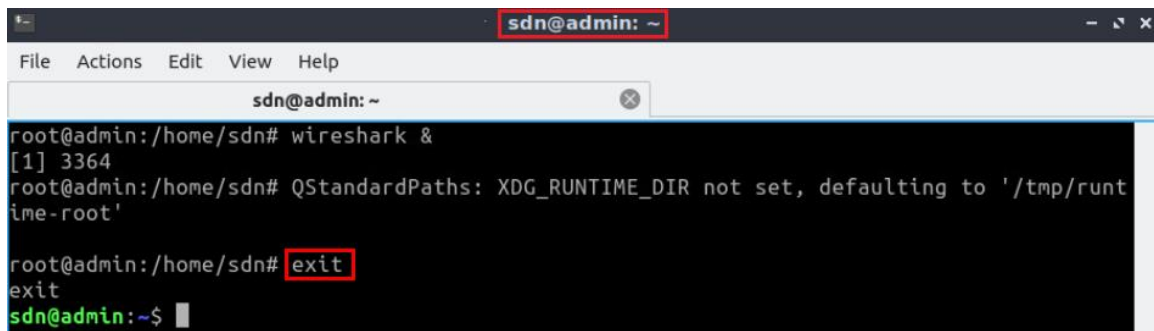 sdn@admin: ~
File Actions Edit View Help
sdn@admin: ~
root@admin:/home/sdn# wireshark &
[1] 3364
root@admin:/home/sdn# QStandardPaths: XDG_RUNTIME_DIR not set, defaulting to '/tmp/runt
ime-root'
root@admin:/home/sdn# exit
exit
sdn@admin:~$